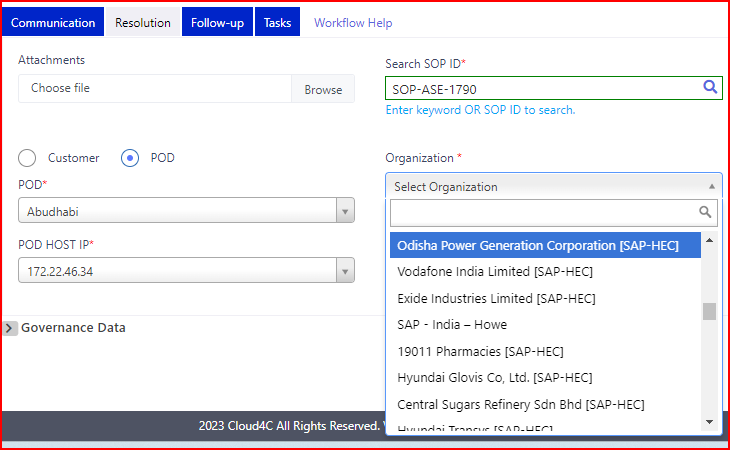 Communication
Resolution
Follow-up
Tasks
Workflow Help
Attachments
Choose file
Browse
Search SOP ID*
SOP-ASE-1790
Enter keyword OR SOP ID to search.
Customer
POD
POD*
Abudhabi
POD HOST IP*
172.22.46.34
Organization *
Select Organization
Odisha Power Generation Corporation [SAP-HEC]
Vodafone India Limited [SAP-HEC]
Exide Industries Limited [SAP-HEC]
SAP - India – Howe
19011 Pharmacies [SAP-HEC]
Hyundai Glovis Co, Ltd. [SAP-HEC]
Central Sugars Refinery Sdn Bhd [SAP-HEC]
Hyundai Transys [SAP-HEC]
Governance Data
2023 Cloud4C All Rights Reserved.